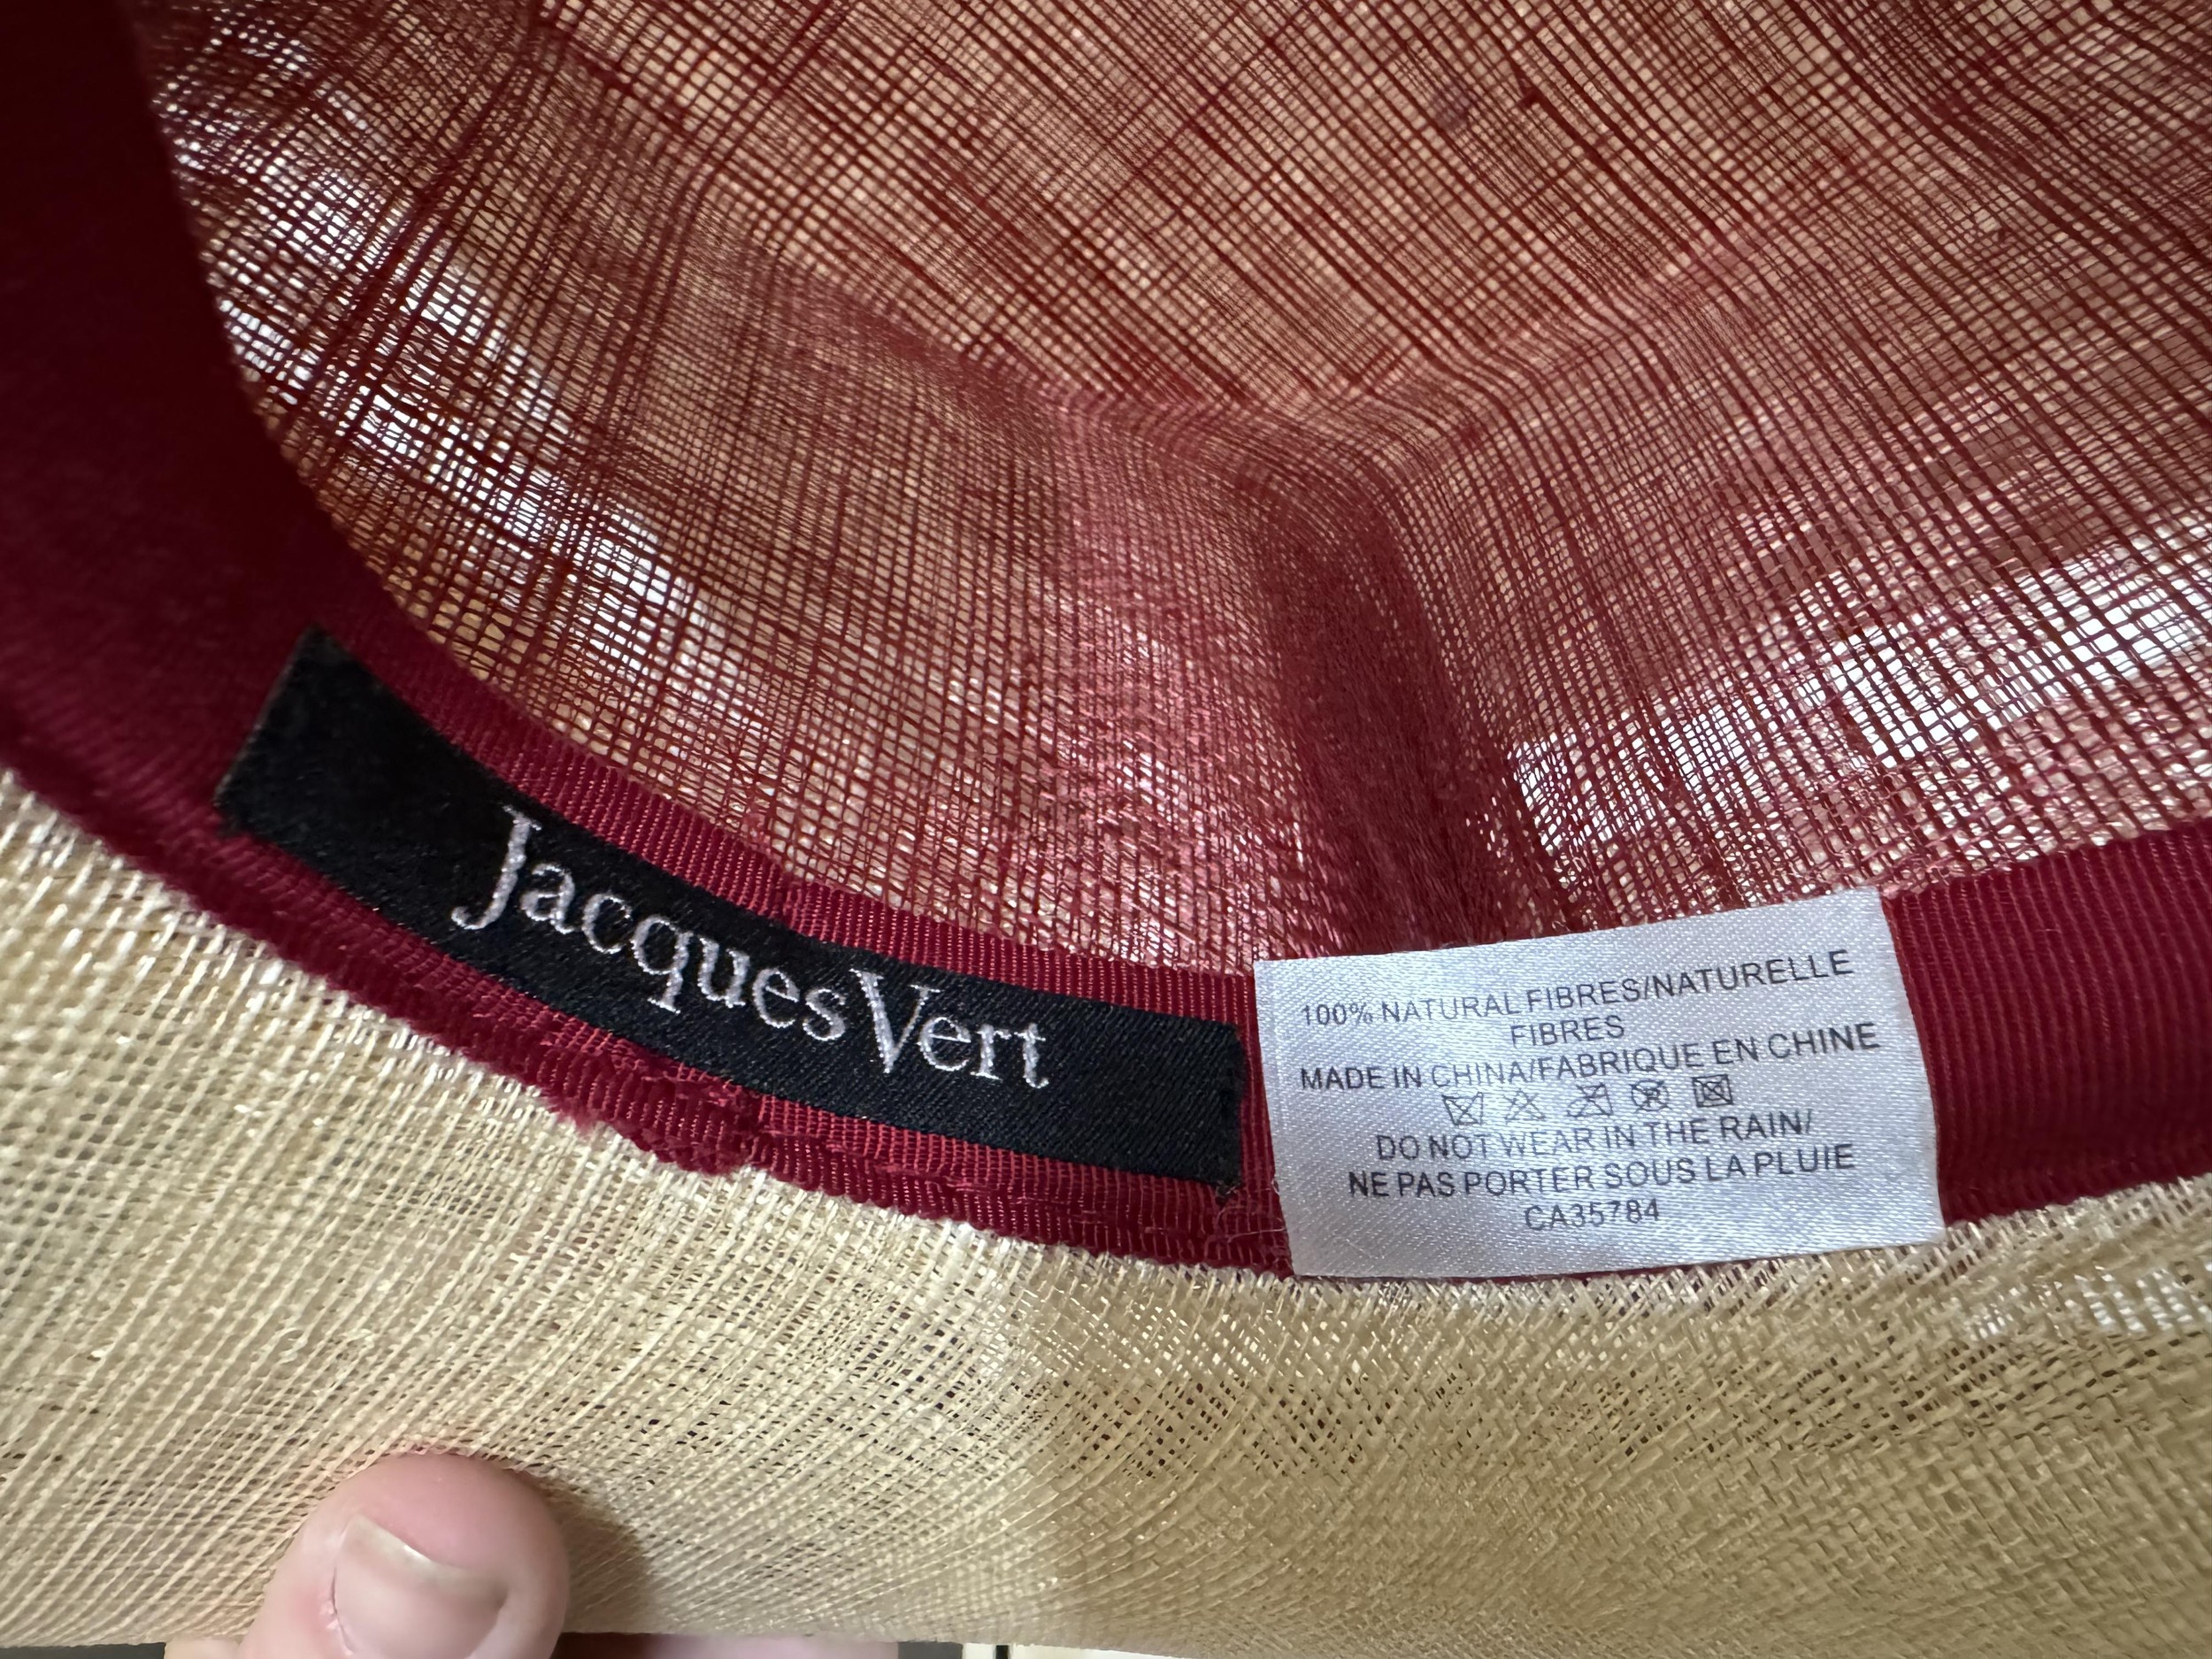 Jacques Vert
100% NATURAL FIBRES/NATURELLE
FIBRES
MADE IN CHINA/FABRIQUE EN CHINE
DO NOT WEAR IN THE RAIN/
NE PAS PORTER SOUS LA PLUIE
CA35784